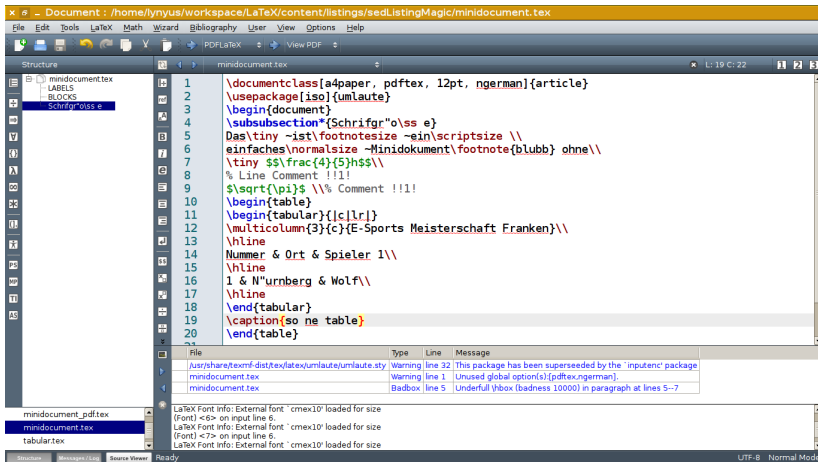 Document : /home/lynyus/workspace/LaTeX/content/listings/sedListingMagic/minidocument.tex
File Edit Tools LaTeX Math Wizard Bibliography User View Options Help
PDFLaTeX View PDF
Structure minidocument.tex L: 19 C: 22 1 2 3
minidocument.tex
LABELS
BLOCKS
Schrifgr"o\ss e
1 \documentclass[a4paper, pdftex, 12pt, ngerman]{article}
2 \usepackage[iso]{umlaute}
3 \begin{document}
4 \subsubsection*{Schrifgr"o\ss e}
5 Das\tiny ~ist\footnotesize ~ein\scriptsize \\
6 einfaches\normalsize ~Minidokument\footnote{blubb} ohne\\
7 \tiny $$\frac{4}{5}h$$\\
8 % Line Comment !!1!
9 $\sqrt{\pi}$ \\% Comment !!1!
10 \begin{table}
11 \begin{tabular}{|c|lr|}
12 \multicolumn{3}{c}{E-Sports Meisterschaft Franken}\\
13 \hline
14 Nummer & Ort & Spieler 1\\
15 \hline
16 1 & N"urnberg & Wolf\\
17 \hline
18 \end{tabular}
19 \caption{so ne table}
20 \end{table}
File Type Line Message
/usr/share/texmf-dist/tex/latex/umlaute/umlaute.sty Warning line 32 This package has been superseeded by the `inputenc' package
minidocument.tex Warning line 1 Unused global option(s):[pdftex,ngerman].
minidocument.tex Badbox line 5 Underfull \hbox (badness 10000) in paragraph at lines 5--7
LaTeX Font Info: External font `cmex10' loaded for size
(Font) <6> on input line 6.
LaTeX Font Info: External font `cmex10' loaded for size
(Font) <7> on input line 6.
LaTeX Font Info: External font `cmex10' loaded for size
minidocument_pdf.tex
minidocument.tex
tabular.tex
Structure Messages / Log Source Viewer Ready UTF-8 Normal Mode